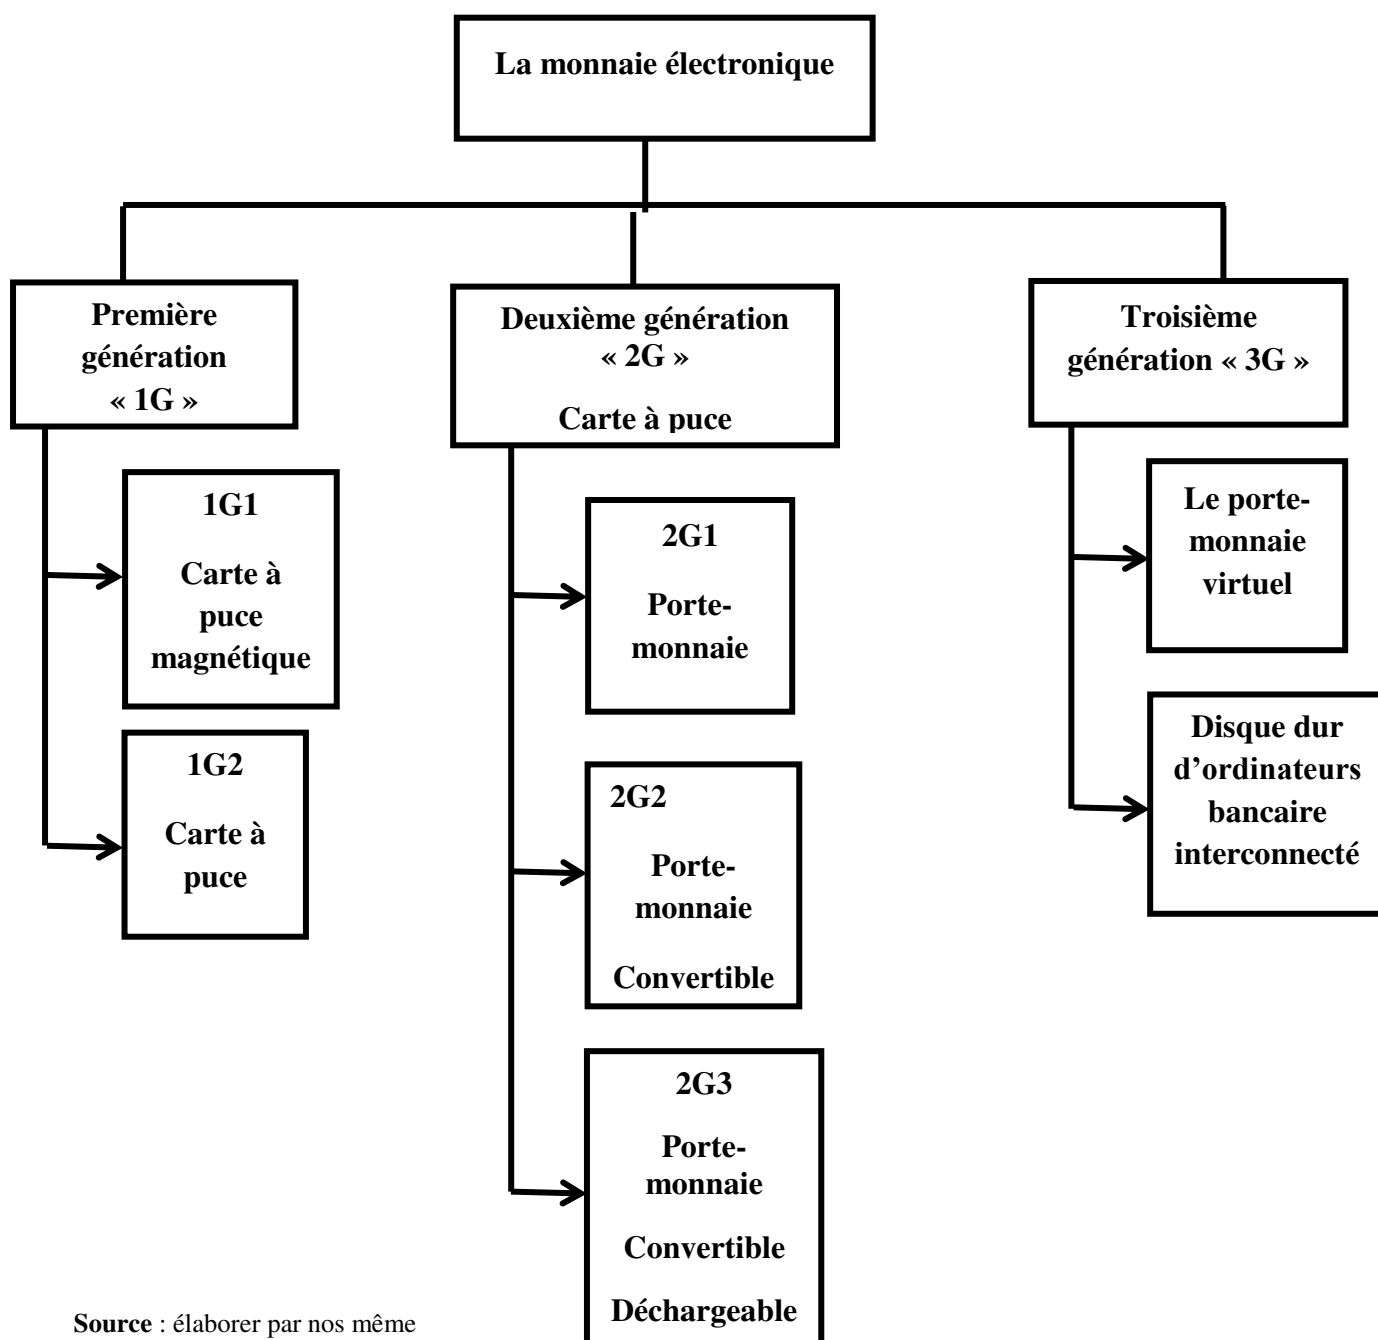 La monnaie électronique
Première
génération
« 1G »
1G1
Carte à
puce
magnétique
1G2
Carte à
puce
Deuxième génération
« 2G »
Carte à puce
2G1
Porte-
monnaie
2G2
Porte-
monnaie
Convertible
2G3
Porte-
monnaie
Convertible
Déchargeable
Troisième
génération « 3G »
Le porte-
monnaie
virtuel
Disque dur
d’ordinateurs
bancaire
interconnecté
Source : élaborer par nos même